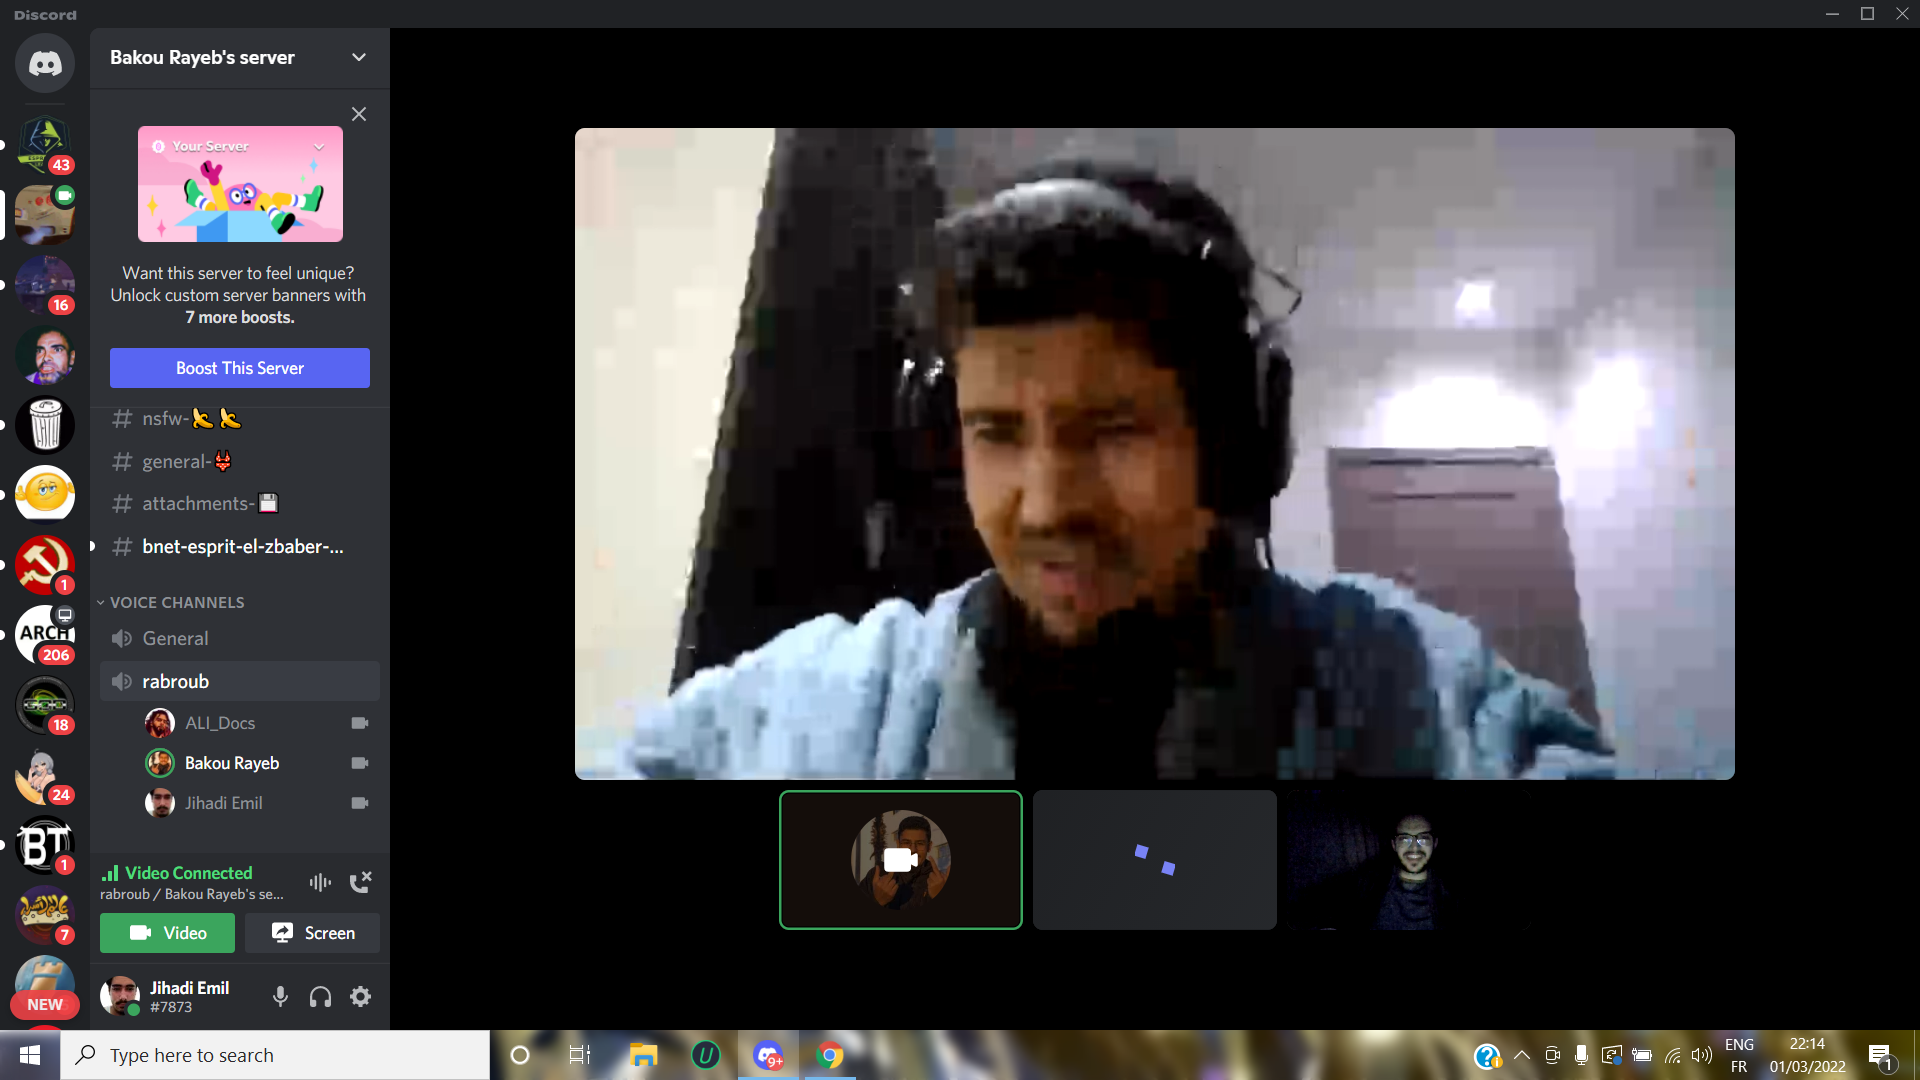 Discord
Bakou Rayeb's server
Your Server
Want this server to feel unique?
Unlock custom server banners with
7 more boosts.
Boost This Server
nsfw-
general-
attachments-
bnet-esprit-el-zbaber-...
VOICE CHANNELS
General
rabroub
ALI_Docs
Bakou Rayeb
Jihadi Emil
Video Connected
rabroub / Bakou Rayeb's se...
Video
Screen
Jihadi Emil
#7873
43
16
1
ARCH
206
18
24
BT
1
7
NEW
Type here to search
9+
ENG
FR
22:14
01/03/2022
1